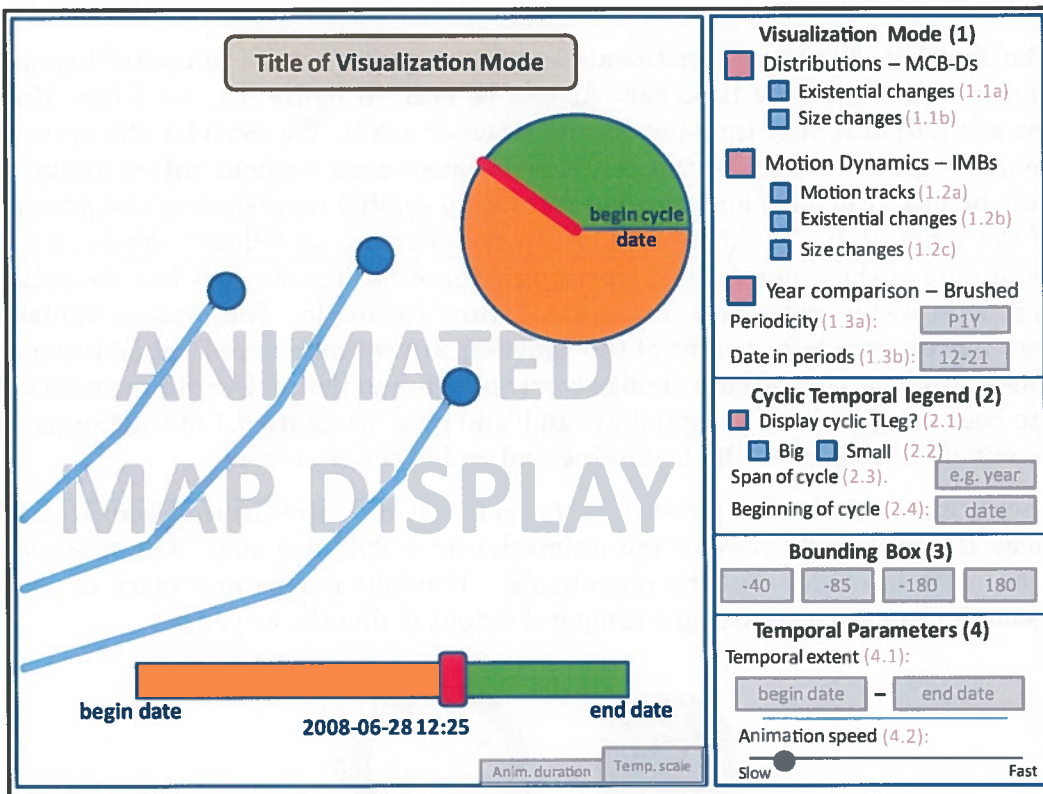 Title of Visualization Mode
begin cycle
date
ANIMATED
MAP DISPLAY
begin date
end date
2008-06-28 12:25
Anim. duration
Temp. scale
Visualization Mode (1)
Distributions – MCB-Ds
Existential changes (1.1a)
Size changes (1.1b)
Motion Dynamics – IMBs
Motion tracks (1.2a)
Existential changes (1.2b)
Size changes (1.2c)
Year comparison – Brushed
Periodicity (1.3a): P1Y
Date in periods (1.3b): 12-21
Cyclic Temporal legend (2)
Display cyclic TLeg? (2.1)
Big Small (2.2)
Span of cycle (2.3). e.g. year
Beginning of cycle (2.4): date
Bounding Box (3)
-40 -85 -180 180
Temporal Parameters (4)
Temporal extent (4.1):
begin date – end date
Animation speed (4.2):
Slow Fast